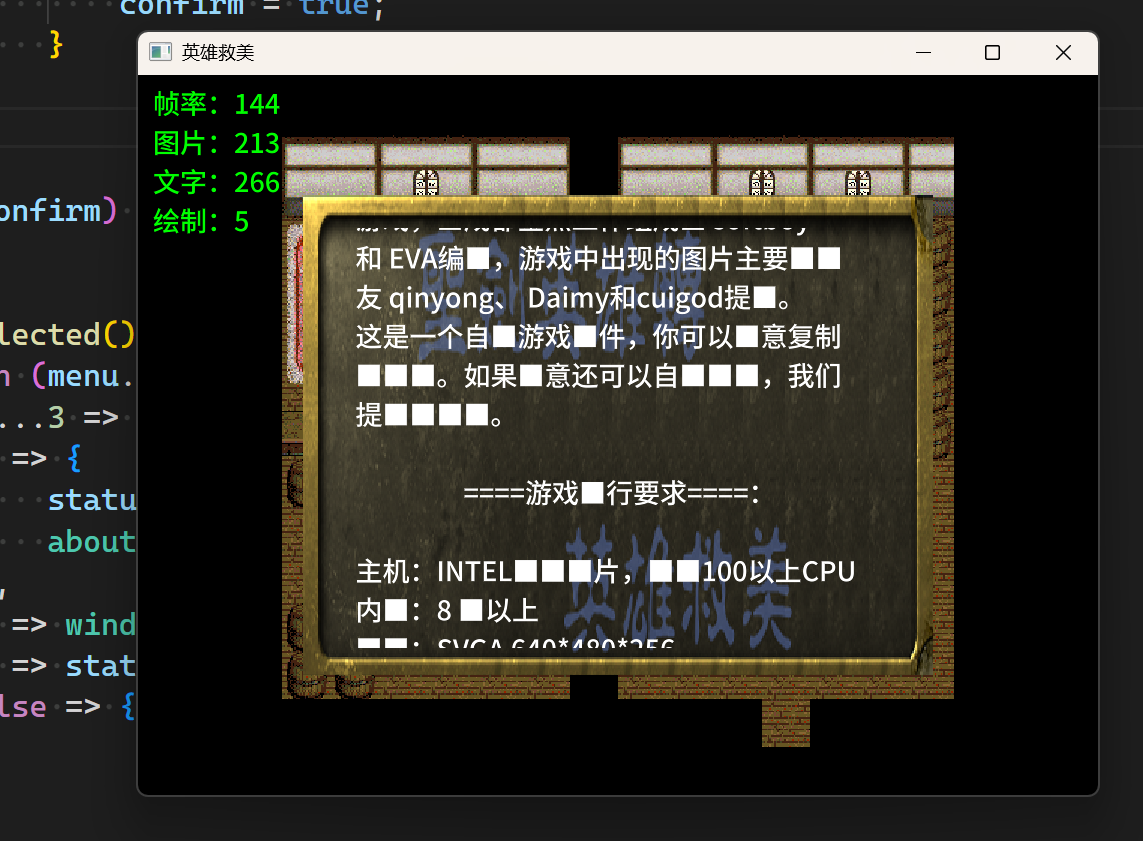 confirm = true;
}
英雄救美
帧率：144
图片：213
文字：266
绘制：5
onfirm)
lected()
(menu.
...3 =>
=> {
statu
about
=> wind
=> stat
lse => {
和 EVA编■，游戏中出现的图片主要■■
友 qinyong、 Daimy和cuigod提■。
这是一个自■游戏■件，你可以■意复制
■■■。如果■意还可以自■■■，我们
提■■■■。
====游戏■行要求====：
主机：INTEL■■■片，■■100以上CPU
内■：8 ■以上
■■：SVGA 640*480*256
英雄救美